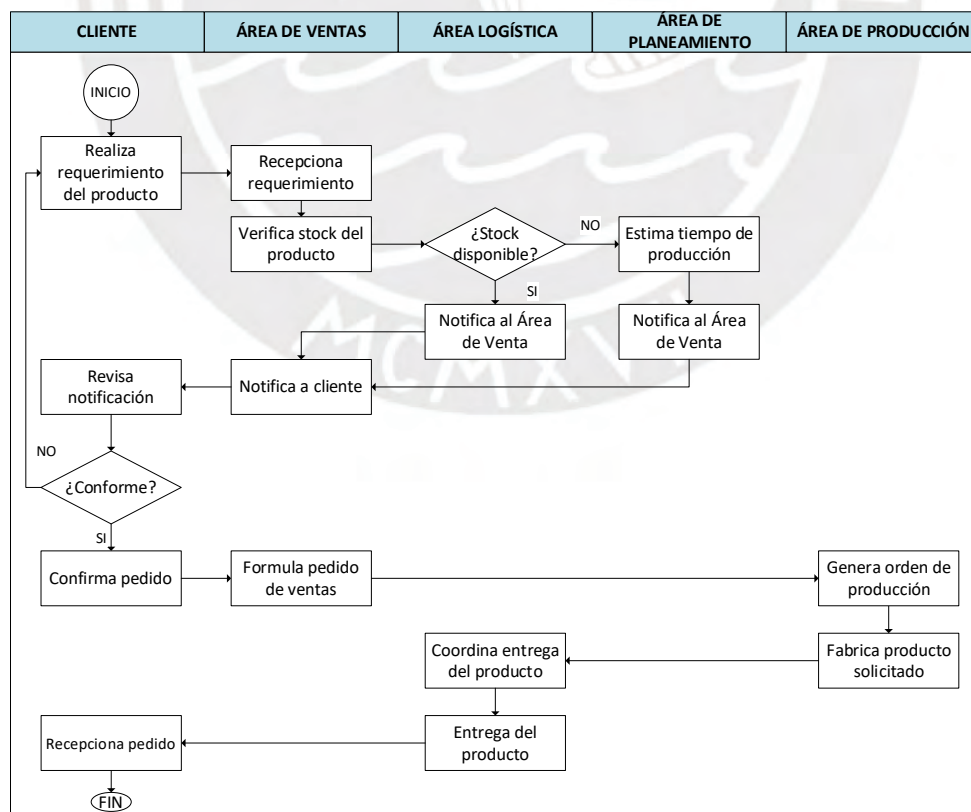 CLIENTE
ÁREA DE VENTAS
ÁREA LOGÍSTICA
ÁREA DE
PLANEAMIENTO
ÁREA DE PRODUCCIÓN
INICIO
Realiza
requerimiento
del producto
Recepciona
requerimiento
Verifica stock del
producto
¿Stock
disponible?
NO
Estima tiempo de
producción
SI
Notifica al Área
de Venta
Notifica al Área
de Venta
Revisa
notificación
Notifica a cliente
NO
¿Conforme?
SI
Confirma pedido
Formula pedido
de ventas
Genera orden de
producción
Coordina entrega
del producto
Fabrica producto
solicitado
Recepciona pedido
Entrega del
producto
FIN
MCMXVII